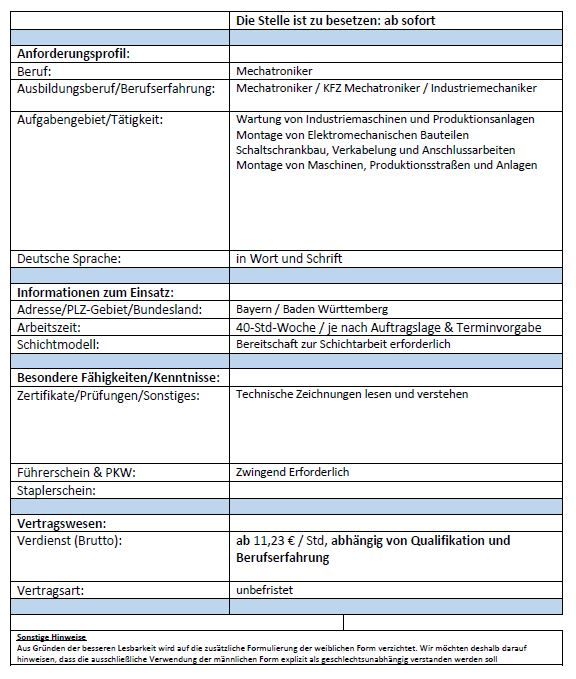 Die Stelle ist zu besetzen: ab sofort
Anforderungsprofil:
Beruf: Mechatroniker
Ausbildungsberuf/Berufserfahrung: Mechatroniker / KFZ Mechatroniker / Industriemechaniker
Aufgabengebiet/Tätigkeit: Wartung von Industriemaschinen und Produktionsanlagen
Montage von Elektromechanischen Bauteilen
Schaltschrankbau, Verkabelung und Anschlussarbeiten
Montage von Maschinen, Produktionsstraßen und Anlagen
Deutsche Sprache: in Wort und Schrift
Informationen zum Einsatz:
Adresse/PLZ-Gebiet/Bundesland: Bayern / Baden Württemberg
Arbeitszeit: 40-Std-Woche / je nach Auftragslage & Terminvorgabe
Schichtmodell: Bereitschaft zur Schichtarbeit erforderlich
Besondere Fähigkeiten/Kenntnisse:
Zertifikate/Prüfungen/Sonstiges: Technische Zeichnungen lesen und verstehen
Führerschein & PKW: Zwingend Erforderlich
Staplerschein:
Vertragswesen:
Verdienst (Brutto): ab 11,23 € / Std, abhängig von Qualifikation und
Berufserfahrung
Vertragsart: unbefristet
Sonstige Hinweise
Aus Gründen der besseren Lesbarkeit wird auf die zusätzliche Formulierung der weiblichen Form verzichtet. Wir möchten deshalb darauf
hinweisen, dass die ausschließliche Verwendung der männlichen Form explizit als geschlechtsunabhängig verstanden werden soll